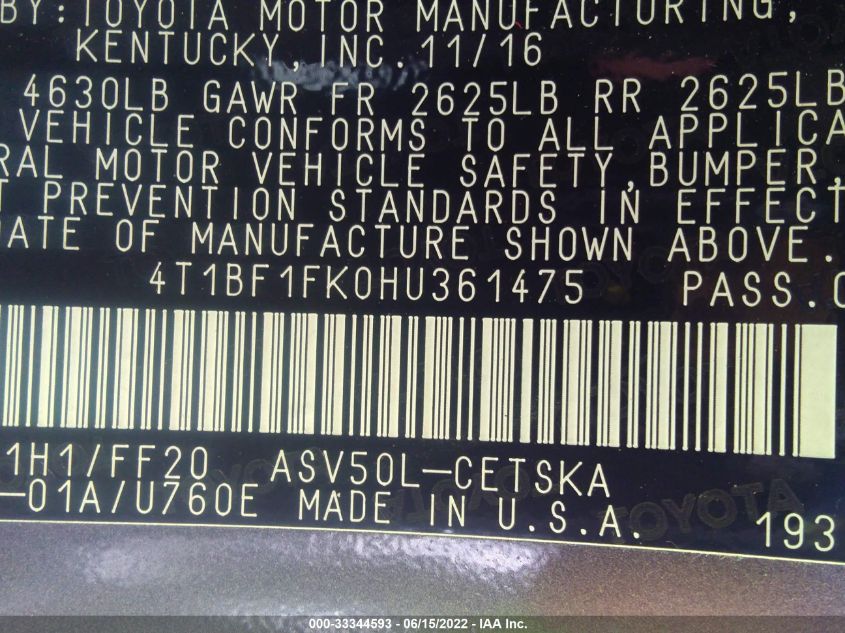 BY:TOYOTA MOTOR MANUFACTURING,
KENTUCKY, INC. 11/16
4630LB GAWR FR 2625LB RR 2625LB
VEHICLE CONFORMS TO ALL APPLICA
RAL MOTOR VEHICLE SAFETY, BUMPER,
T PREVENTION STANDARDS IN EFFECT
DATE OF MANUFACTURE SHOWN ABOVE.
4T1BF1FK0HU361475 PASS.C
1H1/FF20 ASV50L-CETSKA
-01A/U760E MADE IN U.S.A.
TOYOTA
193
000-33344593 - 06/15/2022 - IAA Inc.